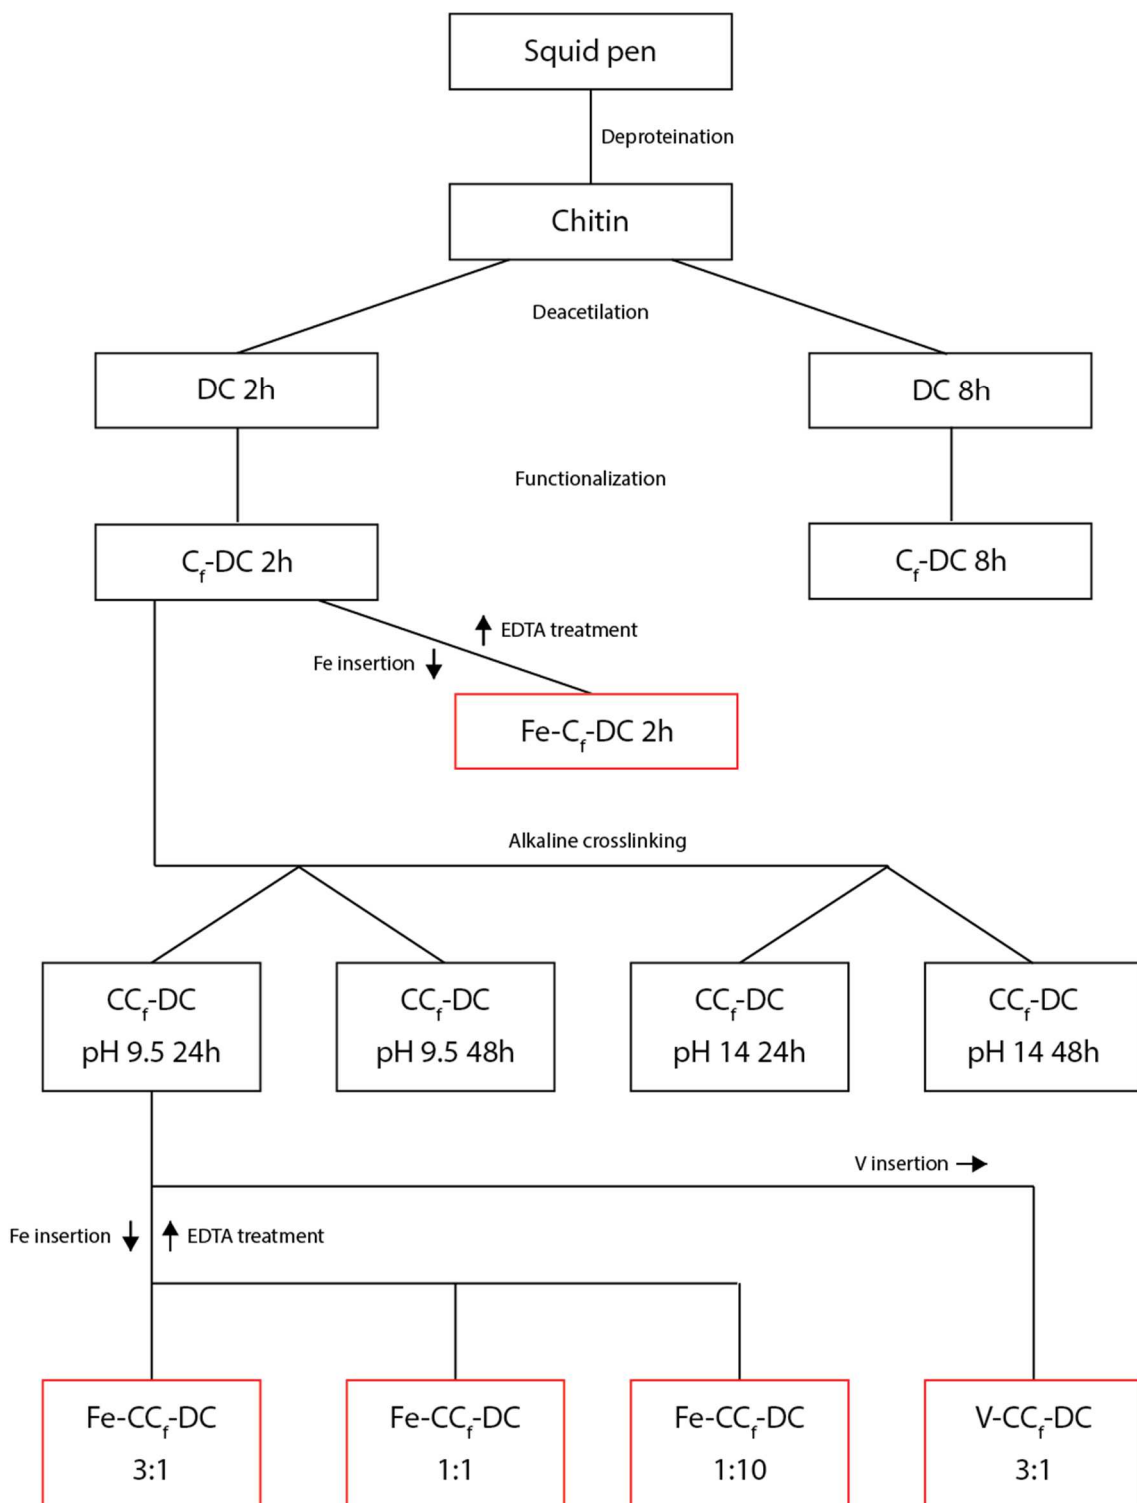 Squid pen
Deproteination
Chitin
Deacetilation
DC 2h
DC 8h
Functionalization
Cf-DC 2h
Cf-DC 8h
EDTA treatment
Fe insertion
Fe-Cf-DC 2h
Alkaline crosslinking
CCf-DC
pH 9.5 24h
CCf-DC
pH 9.5 48h
CCf-DC
pH 14 24h
CCf-DC
pH 14 48h
V insertion
Fe insertion
EDTA treatment
Fe-CCf-DC
3:1
Fe-CCf-DC
1:1
Fe-CCf-DC
1:10
V-CCf-DC
3:1